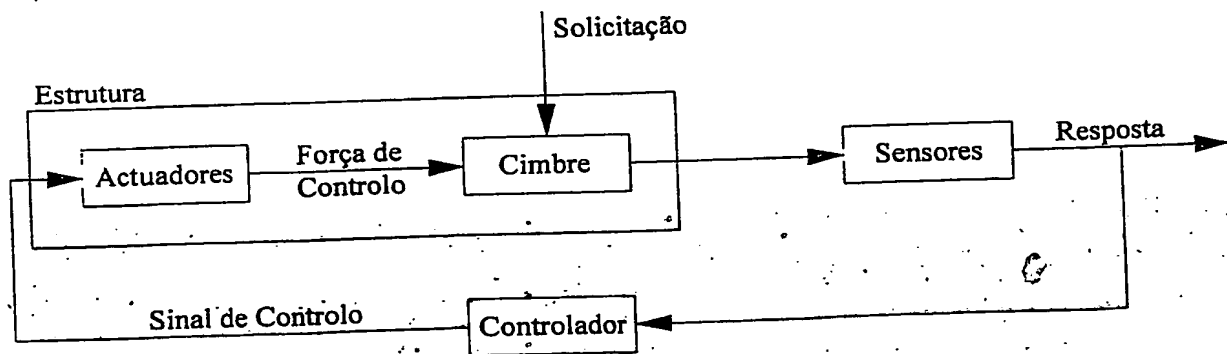 Solicitação
Estrutura
Actuadores
Força de
Controlo
Cimbre
Sensores
Resposta
Sinal de Controlo
Controlador